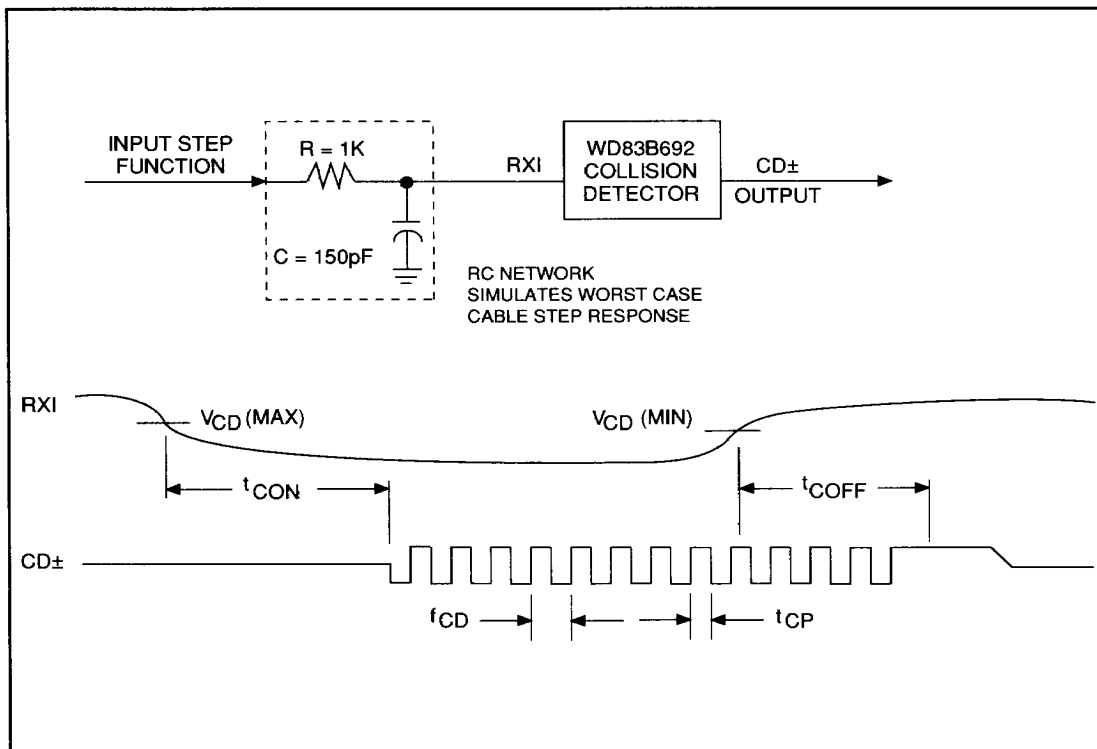 INPUT STEP
FUNCTION
R = 1K
C = 150pF
RXI
WD83B692
COLLISION
DETECTOR
CD±
OUTPUT
RC NETWORK
SIMULATES WORST CASE
CABLE STEP RESPONSE
RXI
VCD (MAX)
VCD (MIN)
tCON
tCOFF
CD±
fCD
tCP